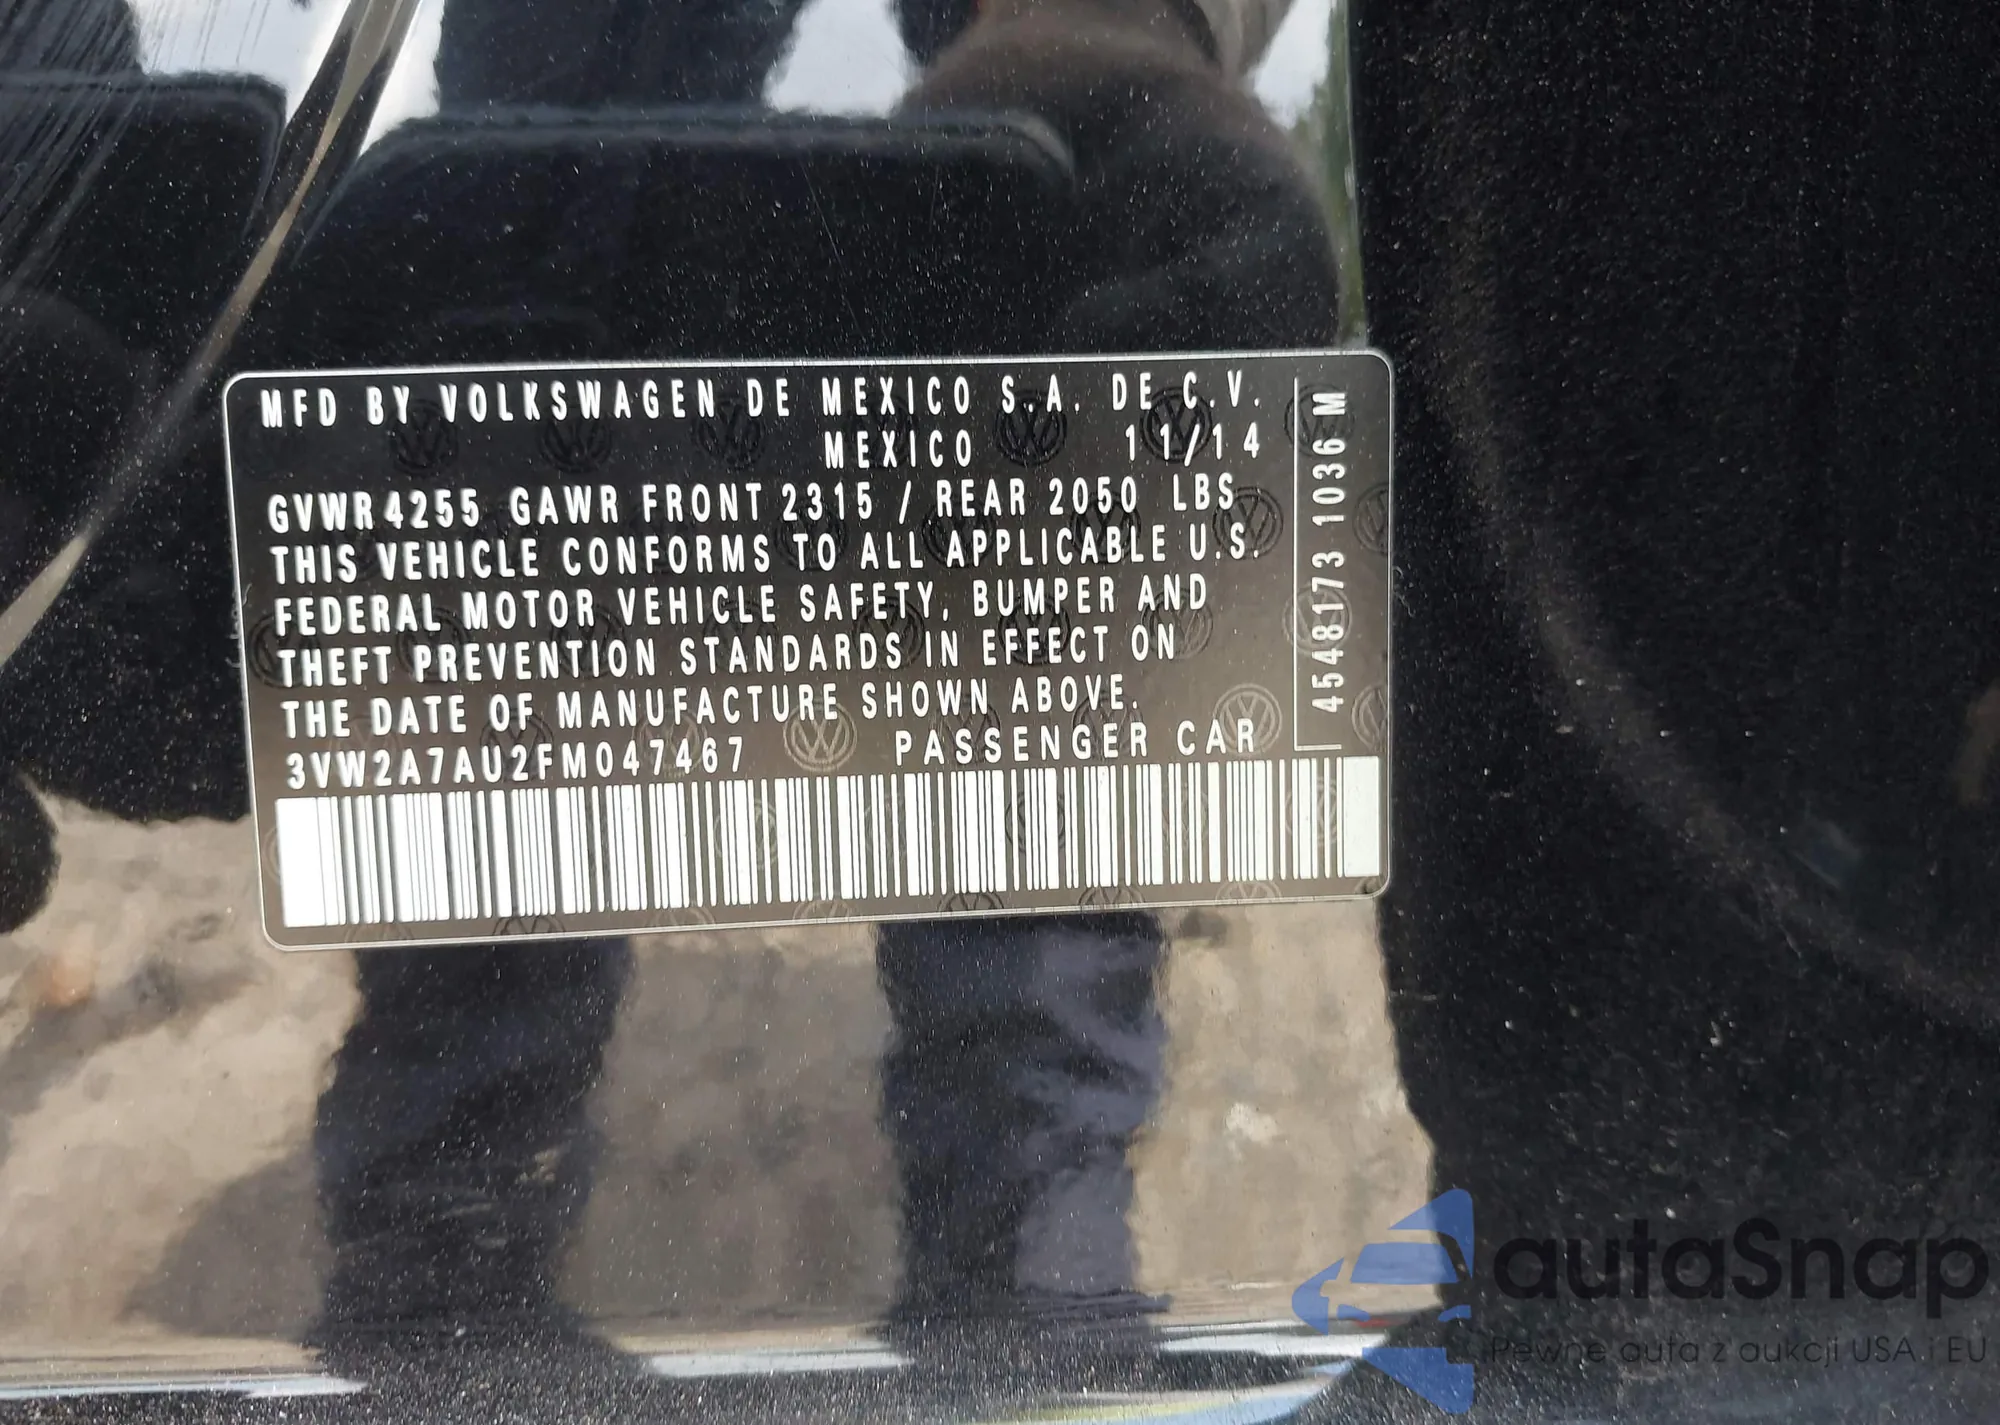 MFD BY VOLKSWAGEN DE MEXICO S.A. DE C.V.
MEXICO 11/14
GVWR 4255 GAWR FRONT 2315 / REAR 2050 LBS
THIS VEHICLE CONFORMS TO ALL APPLICABLE U.S.
FEDERAL MOTOR VEHICLE SAFETY, BUMPER AND
THEFT PREVENTION STANDARDS IN EFFECT ON
THE DATE OF MANUFACTURE SHOWN ABOVE.
3VW2A7AU2FM047467 PASSENGER CAR
4548173 1036 M
autaSnap
Pewne auta z aukcji USA i EU